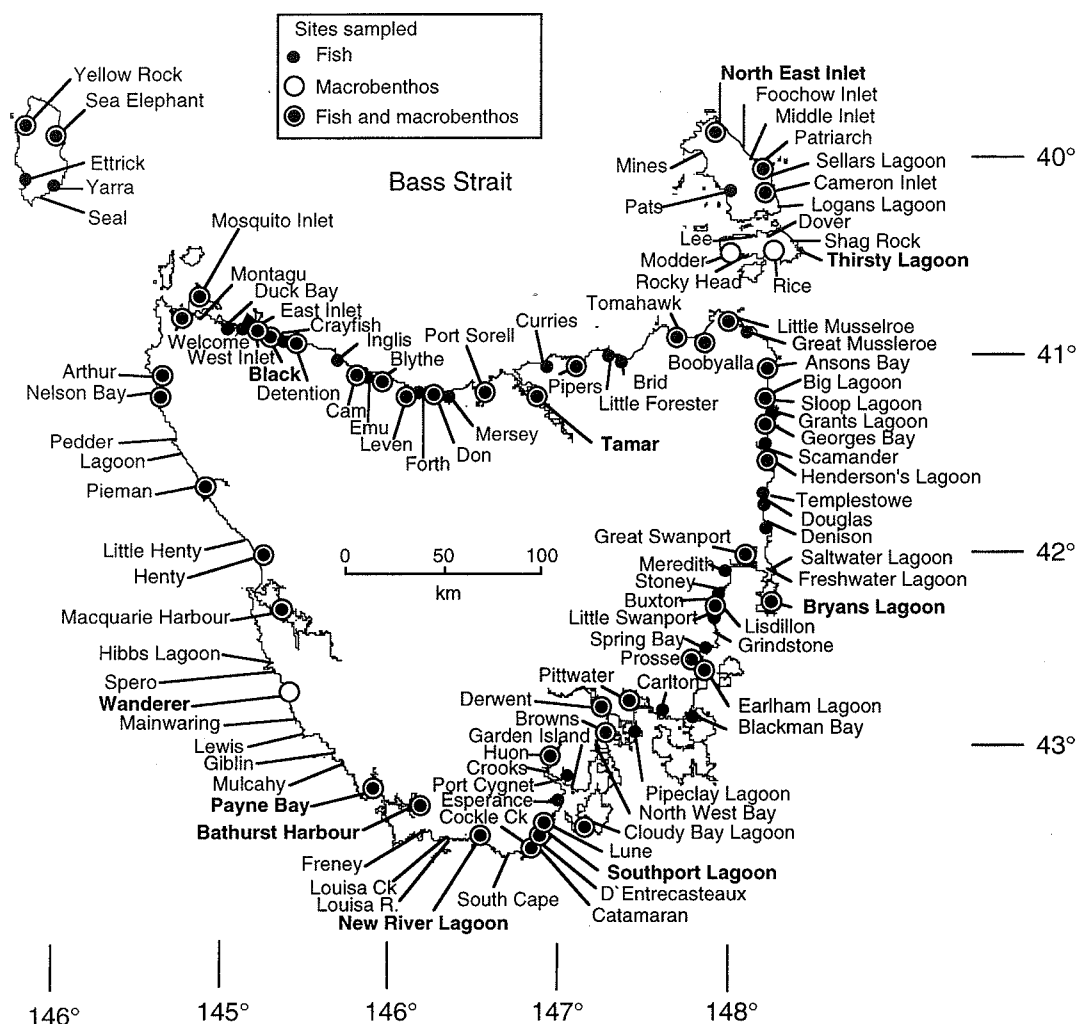 Sites sampled
Fish
Macrobenthos
Fish and macrobenthos
Bass Strait
Yellow Rock
Sea Elephant
Ettrick
Yarra
Seal
North East Inlet
Foochow Inlet
Middle Inlet
Patriarch
Sellars Lagoon
Cameron Inlet
Logans Lagoon
Mines
Pats
Dover
Lee
Shag Rock
Modder
Thirsty Lagoon
Rocky Head
Rice
40°
41°
42°
43°
Mosquito Inlet
Montagu
Duck Bay
East Inlet
Crayfish
Welcome
West Inlet
Black
Detention
Inglis
Blythe
Cam
Emu
Leven
Forth
Don
Mersey
Port Sorell
Curries
Pipers
Tamar
Brid
Little Forester
Tomahawk
Boobyalla
Little Musselroe
Great Mussleroe
Ansons Bay
Big Lagoon
Sloop Lagoon
Grants Lagoon
Georges Bay
Scamander
Henderson's Lagoon
Templestowe
Douglas
Denison
Saltwater Lagoon
Freshwater Lagoon
Bryans Lagoon
Great Swanport
Meredith
Stoney
Buxton
Little Swanport
Lisdillon
Grindstone
Spring Bay
Prosser
Earlham Lagoon
Blackman Bay
Carlton
Pittwater
Derwent
Browns
Garden Island
Huon
Crooks
Port Cygnet
Esperance
Cockle Ck
Pipeclay Lagoon
North West Bay
Cloudy Bay Lagoon
Lune
Southport Lagoon
D`Entrecasteaux
Catamaran
South Cape
New River Lagoon
Louisa R.
Louisa Ck
Freney
Bathurst Harbour
Payne Bay
Mulcahy
Giblin
Lewis
Mainwaring
Wanderer
Spero
Hibbs Lagoon
Macquarie Harbour
Henty
Little Henty
Pieman
Lagoon
Pedder
Nelson Bay
Arthur
0 50 100
km
146° 145° 146° 147° 148°